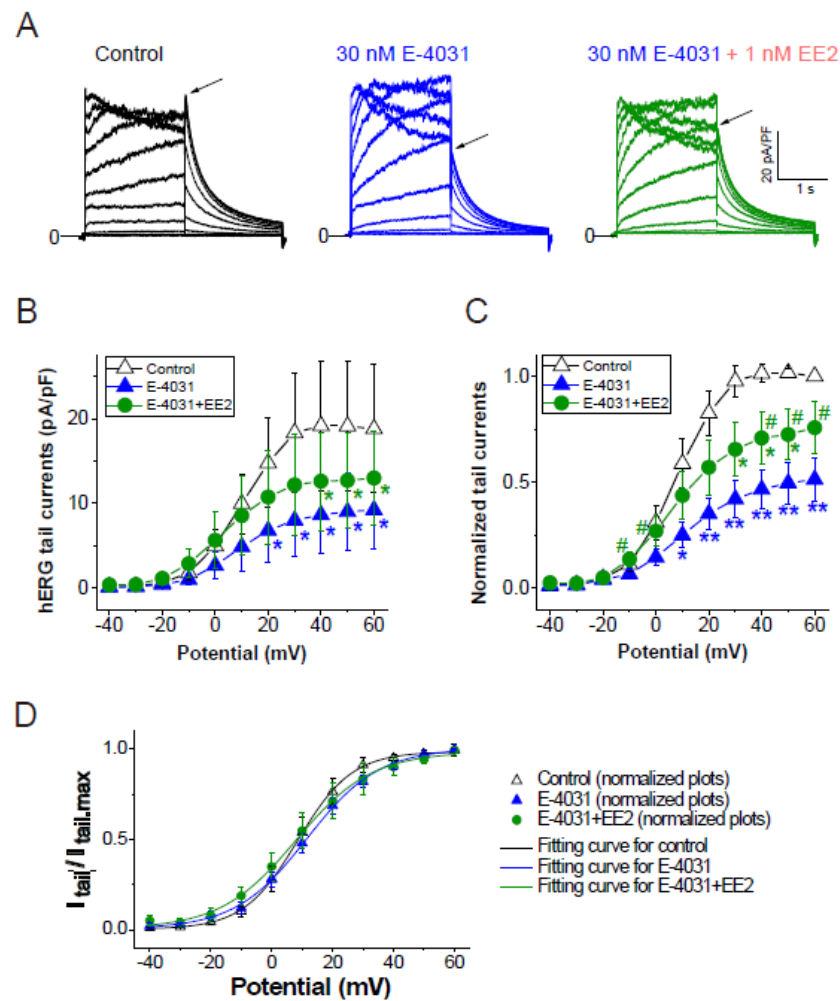 A
Control
30 nM E-4031
30 nM E-4031 + 1 nM EE2
20 pA/PF
1 s
0
0
0
B
Control
E-4031
E-4031+EE2
hERG tail currents (pA/pF)
20
10
0
* * * * *
* * *
-40 -20 0 20 40 60
Potential (mV)
C
Control
E-4031
E-4031+EE2
Normalized tail currents
1.0
0.5
0.0
# # # # #
* * *
* ** ** ** ** **
-40 -20 0 20 40 60
Potential (mV)
D
I tail / I tail.max
1.0
0.5
0.0
-40 -20 0 20 40 60
Potential (mV)
Control (normalized plots)
E-4031 (normalized plots)
E-4031+EE2 (normalized plots)
Fitting curve for control
Fitting curve for E-4031
Fitting curve for E-4031+EE2